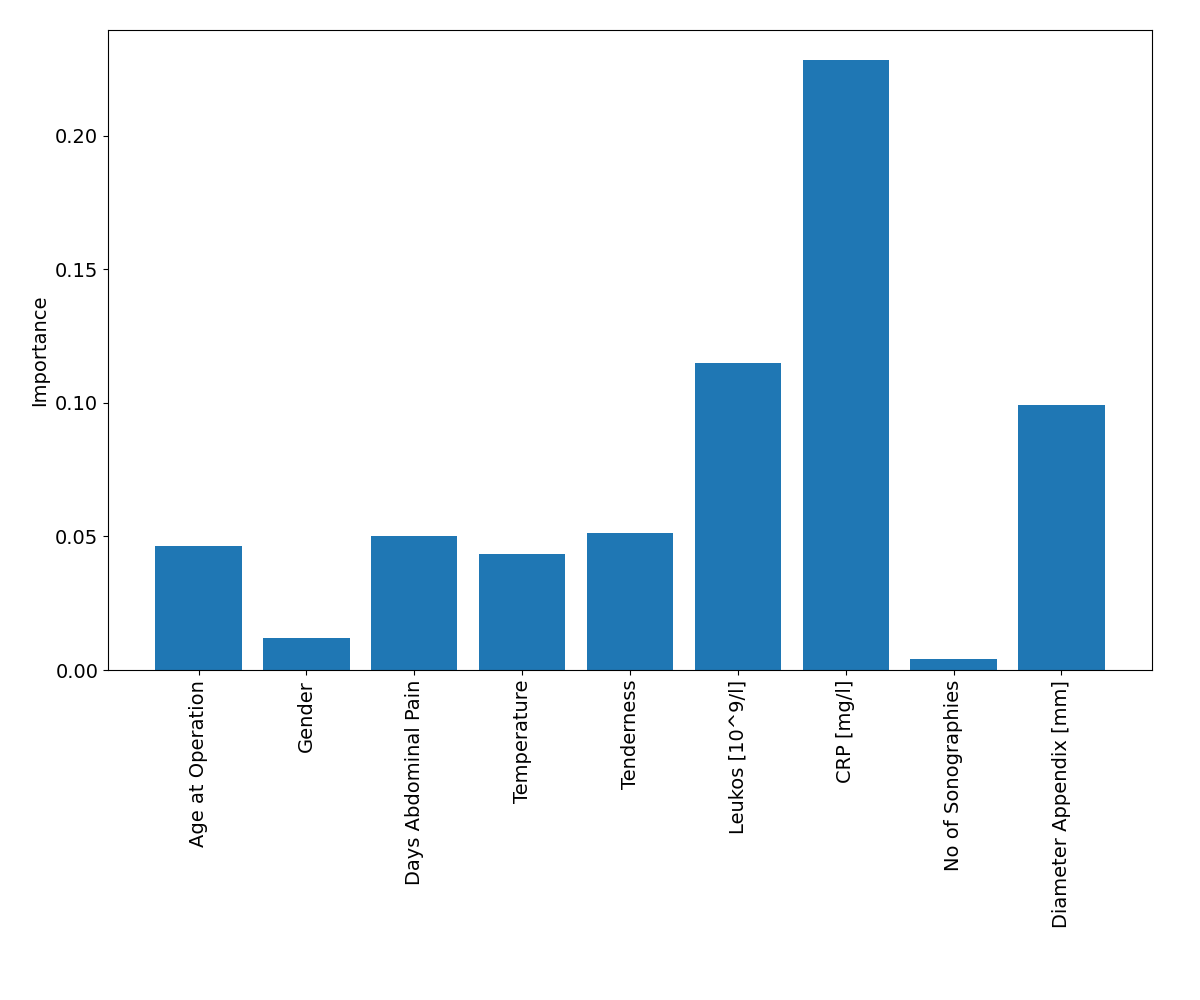 Importance
0.20
0.15
0.10
0.05
0.00
Age at Operation
Gender
Days Abdominal Pain
Temperature
Tenderness
Leukos [10^9/l]
CRP [mg/l]
No of Sonographies
Diameter Appendix [mm]